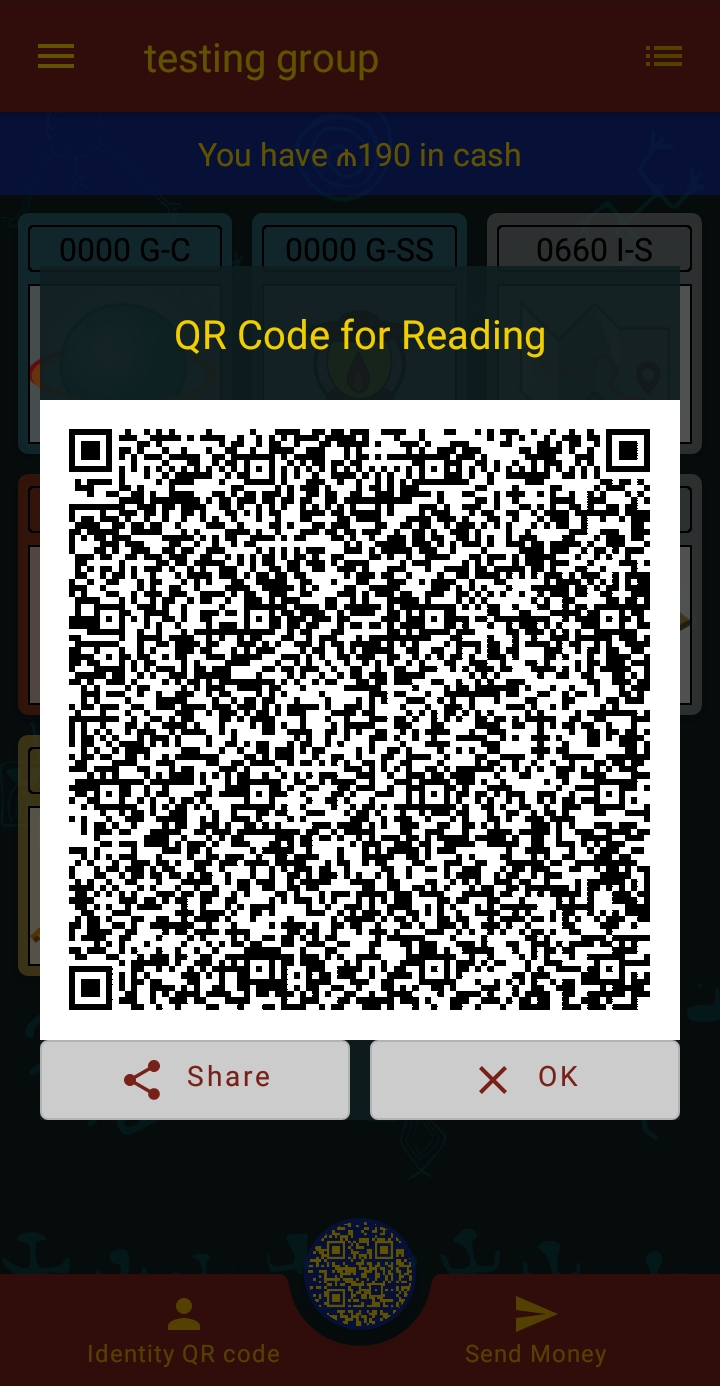 testing group
You have ₼190 in cash
0000 G-C
0000 G-SS
0660 I-S
QR Code for Reading
Share
OK
Identity QR code
Send Money